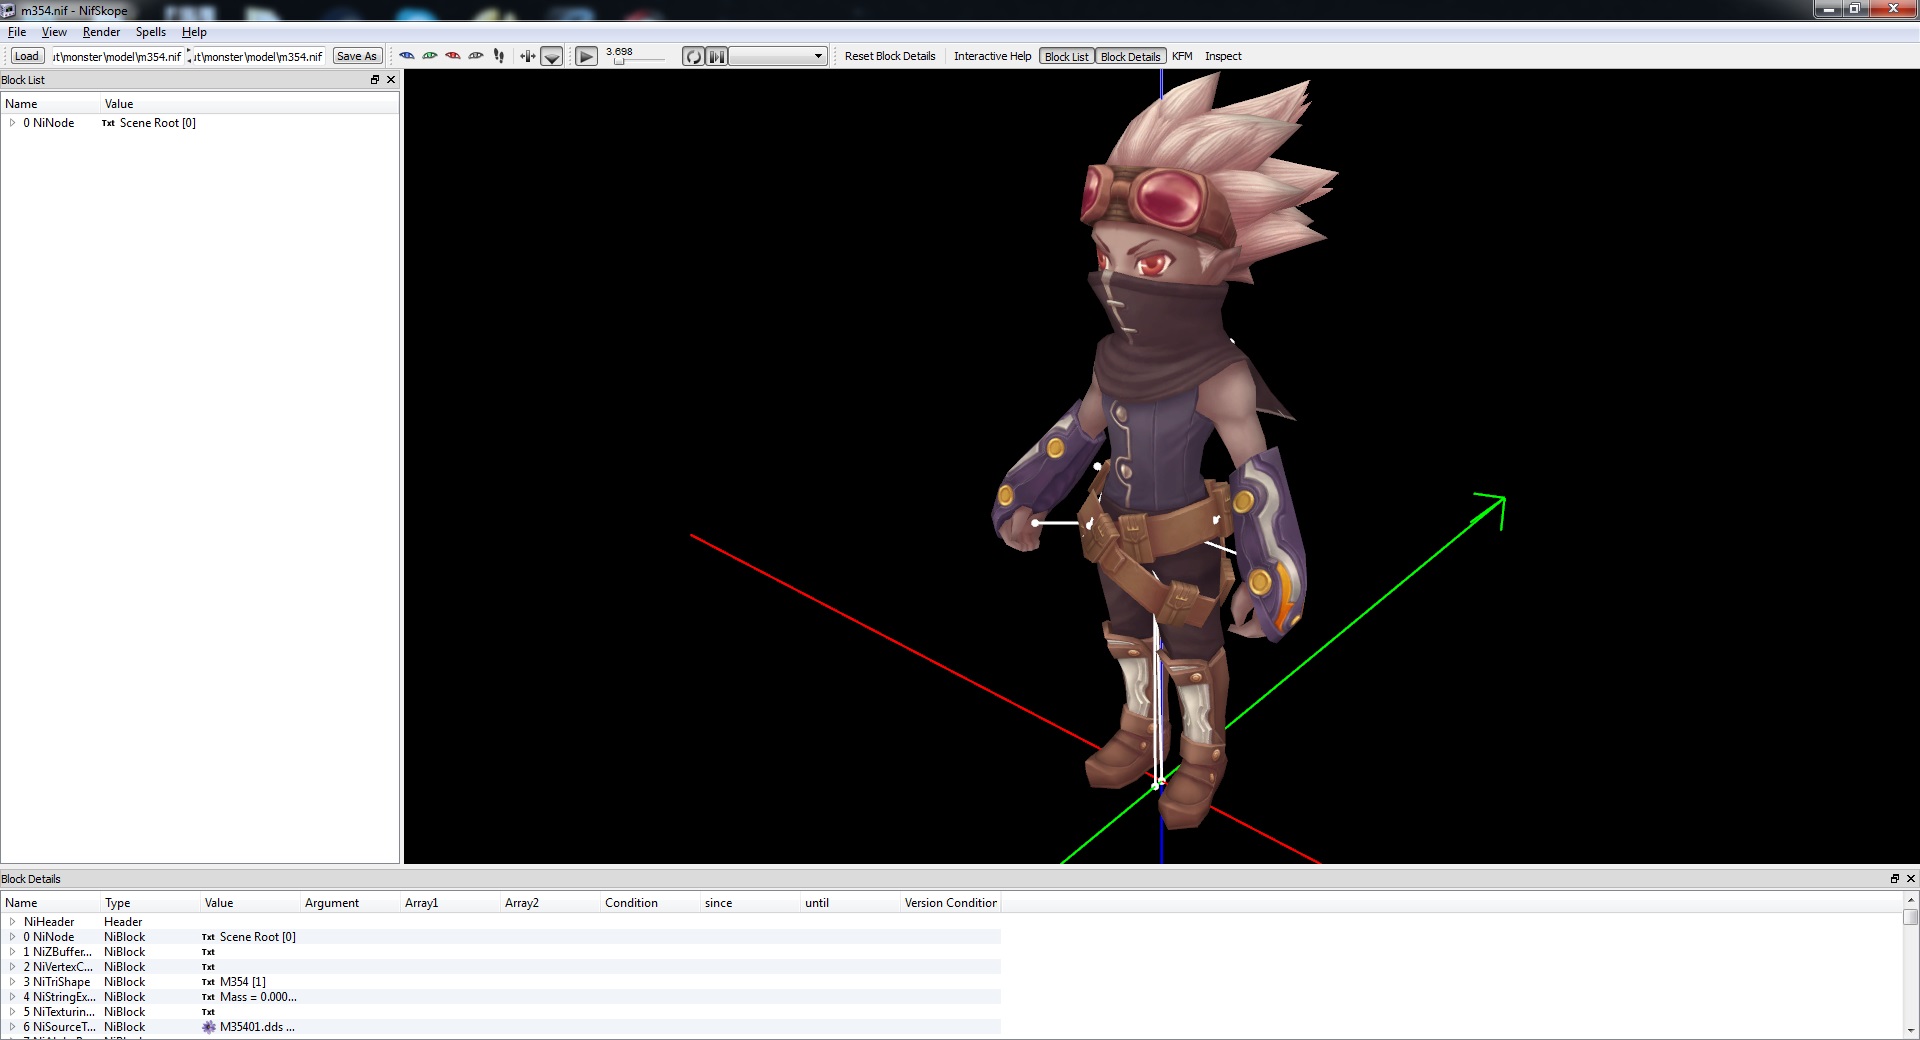 m354.nif - NifSkope
File View Render Spells Help
Load ut\monster\model\m354.nif ut\monster\model\m354.nif Save As 3.698 Reset Block Details Interactive Help Block List Block Details KFM Inspect
Block List
Name Value
0 NiNode Txt Scene Root [0]
Block Details
Name Type Value Argument Array1 Array2 Condition since until Version Condition
NiHeader Header
0 NiNode NiBlock Txt Scene Root [0]
1 NiZBuffer... NiBlock Txt
2 NiVertexC... NiBlock Txt
3 NiTriShape NiBlock Txt M354 [1]
4 NiStringEx... NiBlock Txt Mass = 0.000...
5 NiTexturin... NiBlock Txt
6 NiSourceT... NiBlock M35401.dds ...